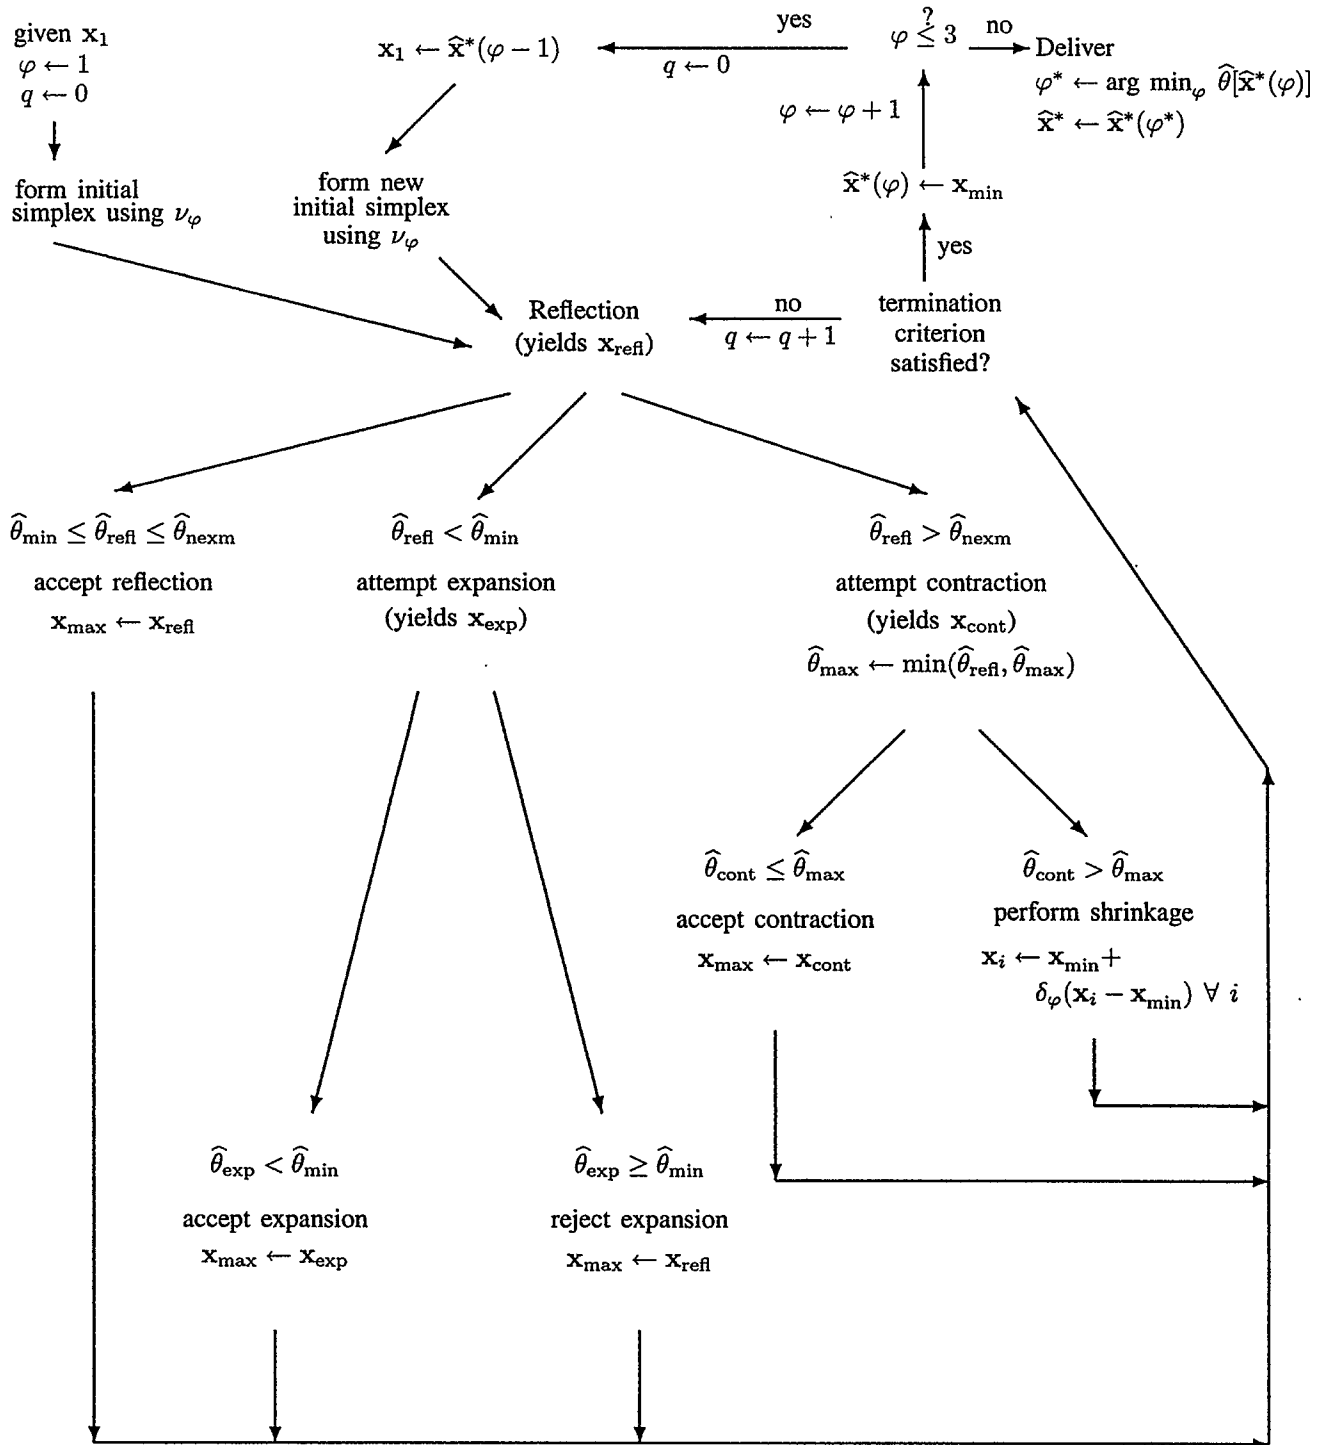 given x₁
φ ← 1
q ← 0
form initial
simplex using ν_φ
x₁ ← x̂*(φ − 1)
form new
initial simplex
using ν_φ
yes
q ← 0
?
φ ≤ 3
no
Deliver
φ* ← arg min_φ θ̂[x̂*(φ)]
x̂* ← x̂*(φ*)
φ ← φ + 1
x̂*(φ) ← x_min
yes
termination
criterion
satisfied?
no
q ← q + 1
Reflection
(yields x_refl)
θ̂_min ≤ θ̂_refl ≤ θ̂_nexm
accept reflection
x_max ← x_refl
θ̂_refl < θ̂_min
attempt expansion
(yields x_exp)
θ̂_refl > θ̂_nexm
attempt contraction
(yields x_cont)
θ̂_max ← min(θ̂_refl, θ̂_max)
θ̂_cont ≤ θ̂_max
accept contraction
x_max ← x_cont
θ̂_cont > θ̂_max
perform shrinkage
x_i ← x_min +
δ_φ(x_i − x_min) ∀ i
θ̂_exp < θ̂_min
accept expansion
x_max ← x_exp
θ̂_exp ≥ θ̂_min
reject expansion
x_max ← x_refl